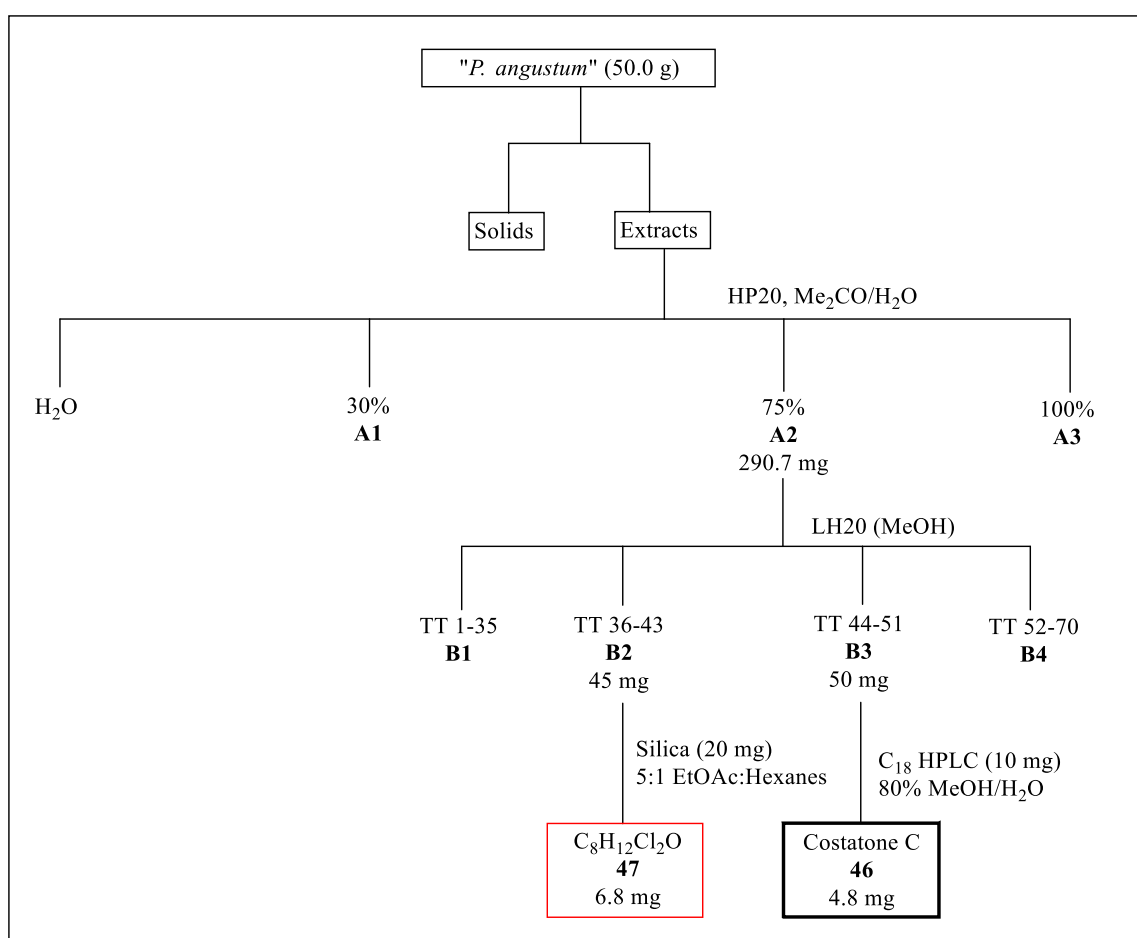 "P. angustum" (50.0 g)
Solids
Extracts
HP20, Me₂CO/H₂O
H₂O
30%
A1
75%
A2
290.7 mg
100%
A3
LH20 (MeOH)
TT 1-35
B1
TT 36-43
B2
45 mg
TT 44-51
B3
50 mg
TT 52-70
B4
Silica (20 mg)
5:1 EtOAc:Hexanes
C₁₈ HPLC (10 mg)
80% MeOH/H₂O
C₈H₁₂Cl₂O
47
6.8 mg
Costatone C
46
4.8 mg